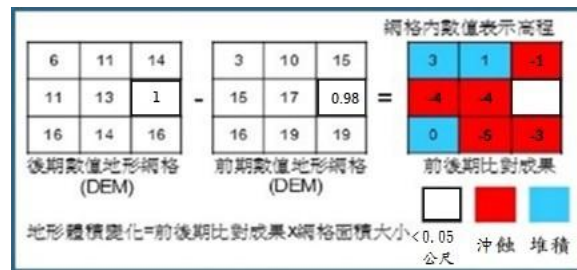 網格內數值表示高程
6 11 14 3 10 15 3 1 -1
11 13 1 - 15 17 0.98 = -4 -4
16 14 16 16 19 19 0 -5 -3
後期數值地形網格 前期數值地形網格 前後期比對成果
(DEM) (DEM)
地形體積變化=前後期比對成果X網格面積大小 <0.05 沖蝕 堆積
公尺